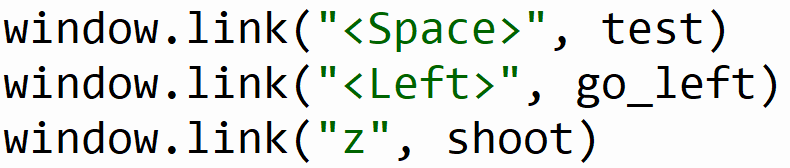 window.link("<Space>", test)
window.link("<Left>", go_left)
window.link("z", shoot)